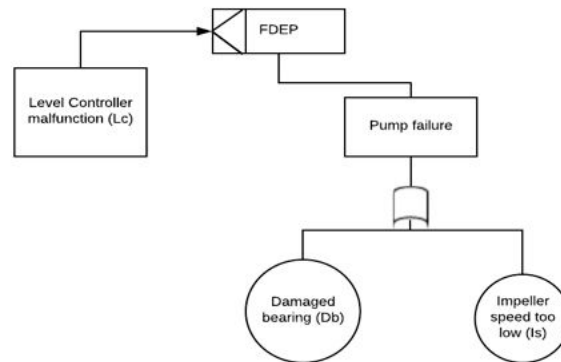 FDEP
Level Controller
malfunction (Lc)
Pump failure
Damaged
bearing (Db)
Impeller
speed too
low (Is)